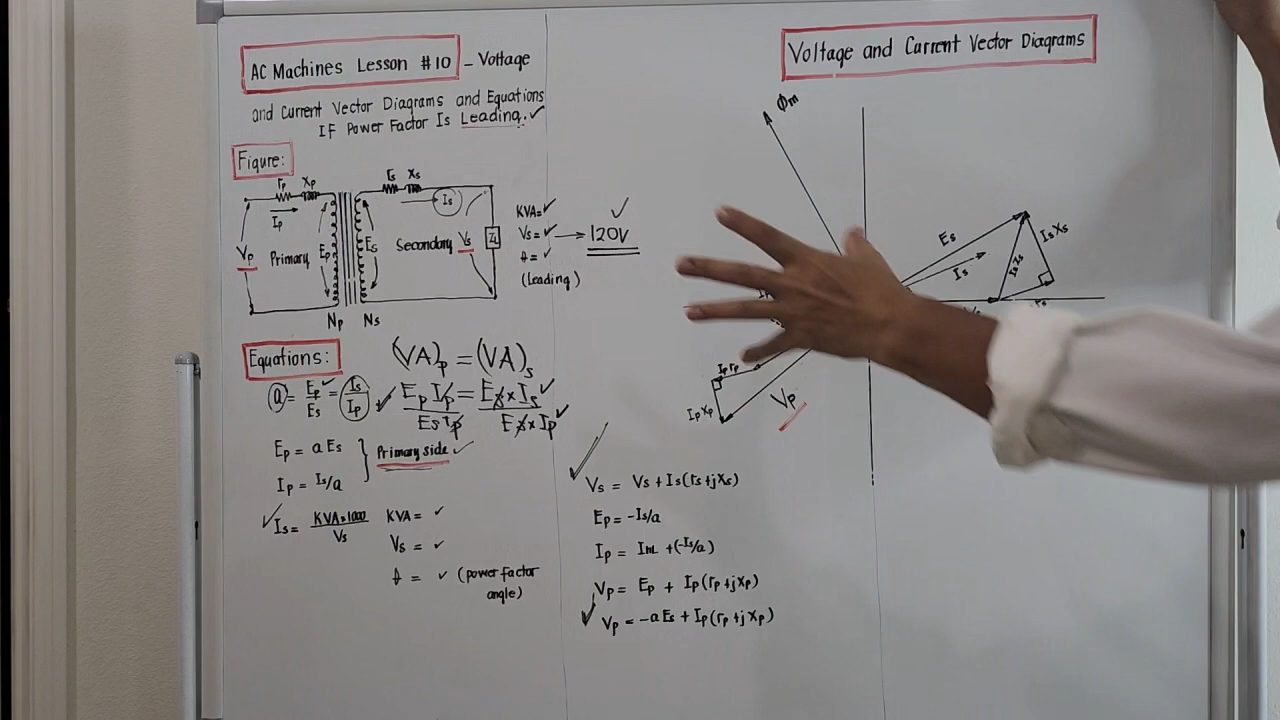 AC Machines Lesson #10 - Voltage
and Current Vector Diagrams and Equations
If Power Factor Is Leading. ✓
Figure:
rp Xp
Ip
Vp Primary Ep
Np Ns
rs Xs
Is
Es Secondary Vs ZL
KVA= ✓
Vs = ✓ → 120V
θ = ✓
(Leading)
✓
Equations:
(VA)p = (VA)s
a = Ep/Es = Is/Ip ✓
Ep Ip/Es Ip = Es x Is/Es x Ip ✓
Ep = a Es
Ip = Is/a
Primary side ✓
✓ Is = KVA x 1000/Vs
KVA = ✓
Vs = ✓
θ = ✓ (power factor
angle)
Voltage and Current Vector Diagrams
Φm
Es
Is
IsXs
Ip rp
Ip Xp
Vp
Vs = Vs + Is(rs+jXs)
Ep = -Is/a
Ip = INL +(-Is/a)
Vp = Ep + Ip(rp+jXp)
✓ Vp = -a Es + Ip(rp+jXp)